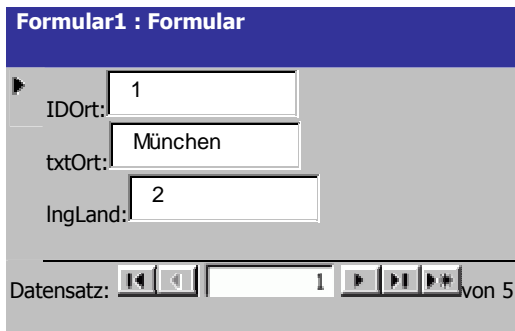 Formular1 : Formular
IDOrt: 1
txtOrt: München
lngLand: 2
Datensatz: 1 von 5